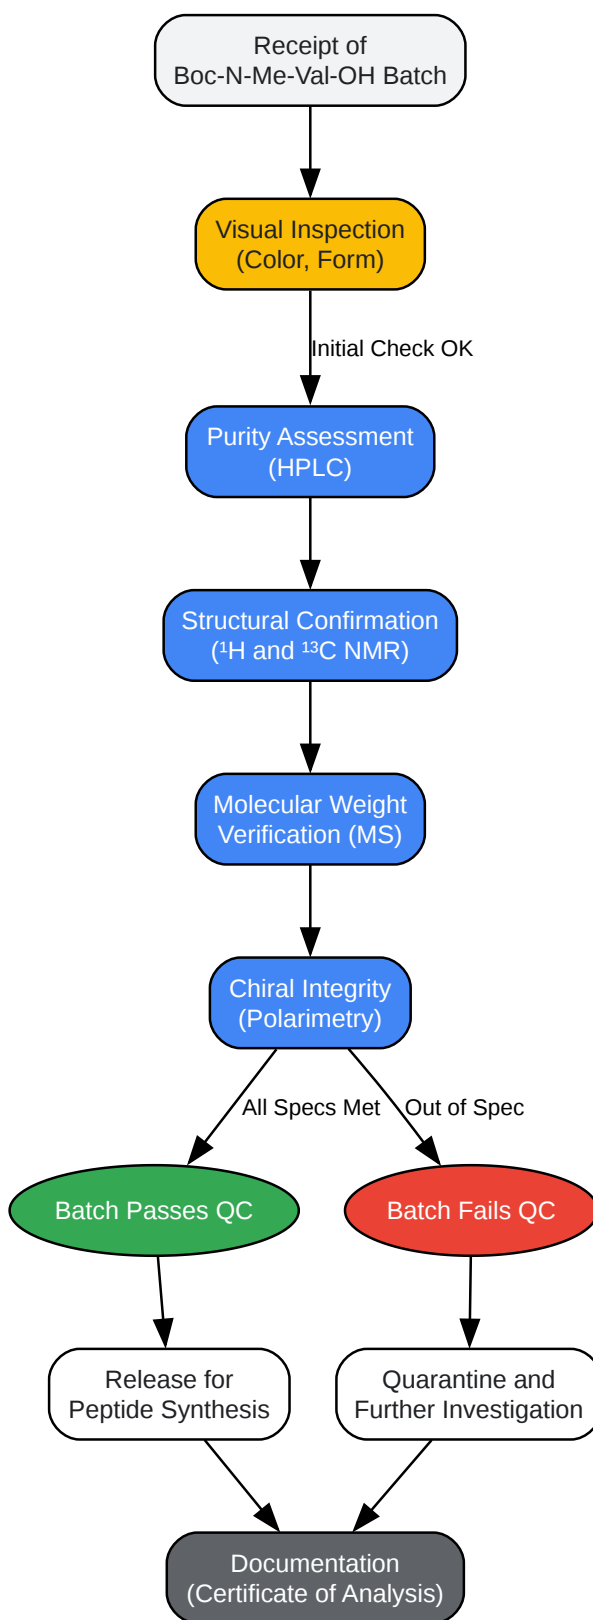 Receipt of
Boc-N-Me-Val-OH Batch
Visual Inspection
(Color, Form)
Initial Check OK
Purity Assessment
(HPLC)
Structural Confirmation
(¹H and ¹³C NMR)
Molecular Weight
Verification (MS)
Chiral Integrity
(Polarimetry)
All Specs Met
Out of Spec
Batch Passes QC
Batch Fails QC
Release for
Peptide Synthesis
Quarantine and
Further Investigation
Documentation
(Certificate of Analysis)